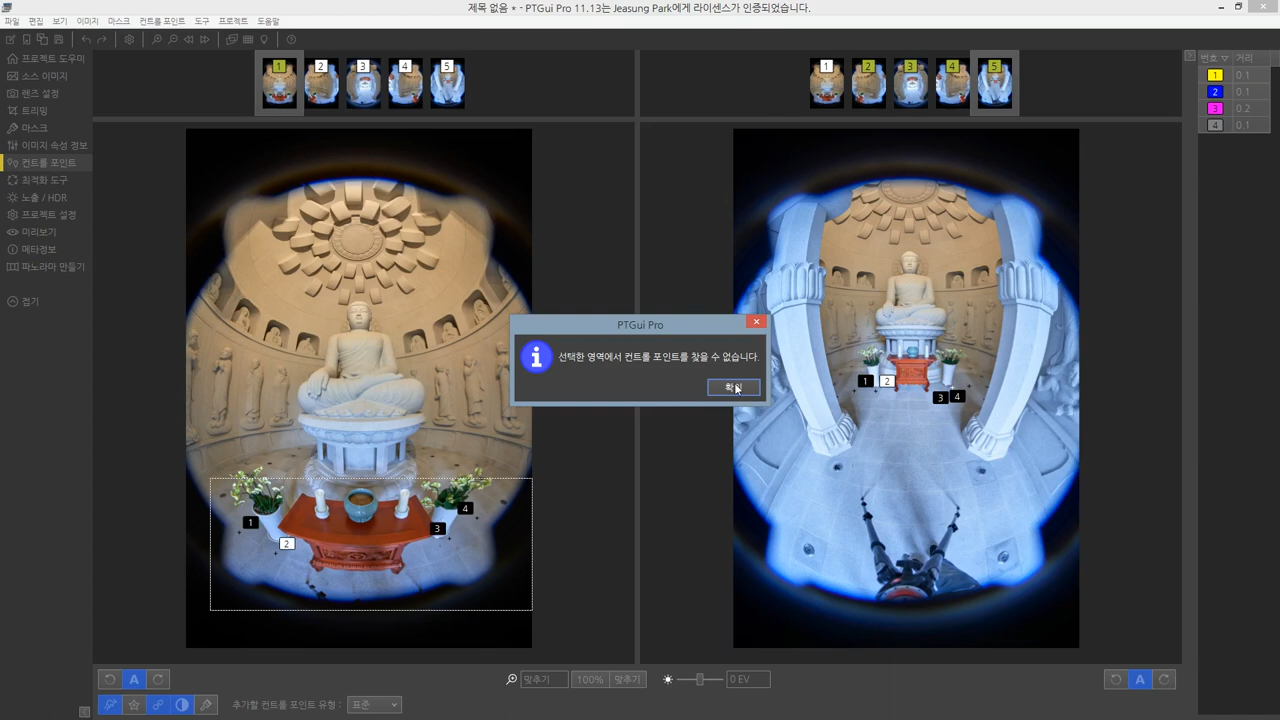 제목 없음 * - PTGui Pro 11.13는 Jeasung Park에게 라이센스가 인증되었습니다.
파일 편집 보기 이미지 마스크 컨트롤 포인트 도구 프로젝트 도움말
프로젝트 도우미
소스 이미지
렌즈 설정
트리밍
마스크
이미지 속성 정보
컨트롤 포인트
최적화 도구
노출 / HDR
프로젝트 설정
미리보기
메타정보
파노라마 만들기
접기
1 2 3 4 5
1 2 3 4 5
번호 거리
1 0.1
2 0.1
3 0.2
4 0.1
PTGui Pro
선택한 영역에서 컨트롤 포인트를 찾을 수 없습니다.
확인
1 2 3 4
1 2 3 4
A 맞추기 100% 맞추기 0 EV A
추가할 컨트롤 포인트 유형 : 표준